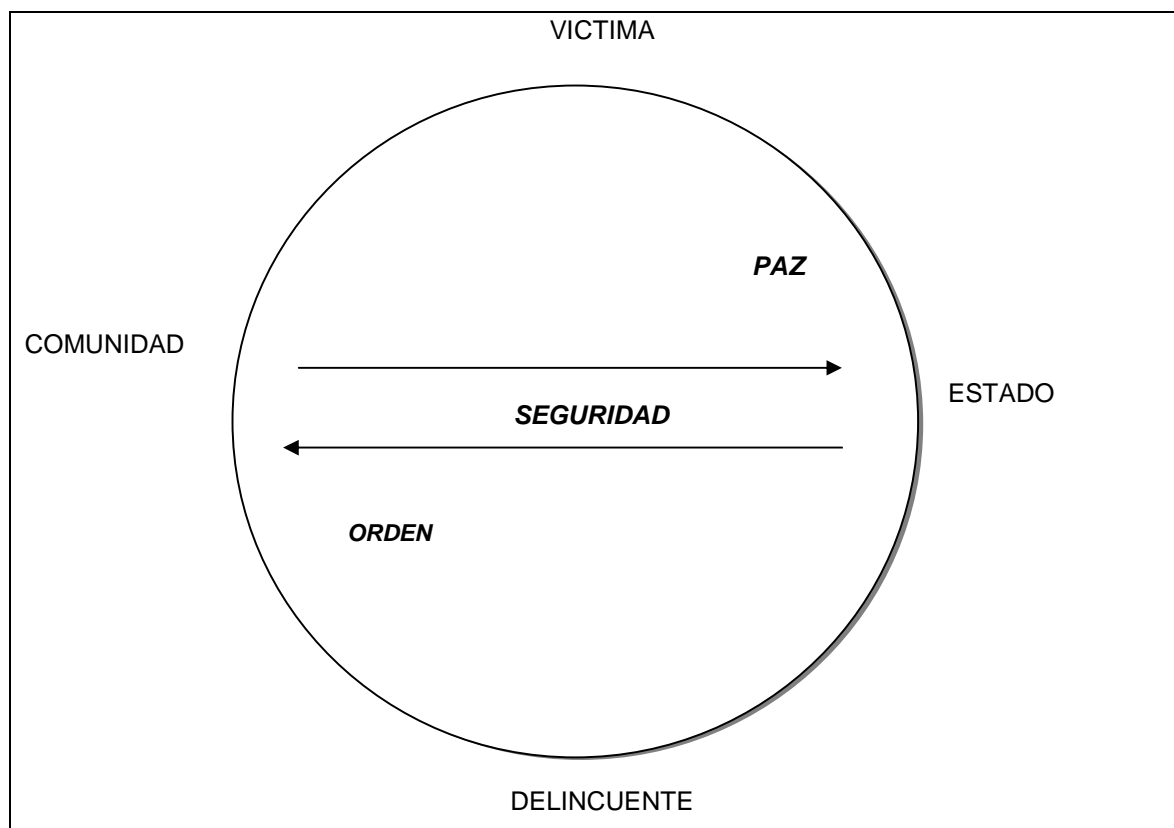 VICTIMA
PAZ
COMUNIDAD
ESTADO
SEGURIDAD
ORDEN
DELINCUENTE